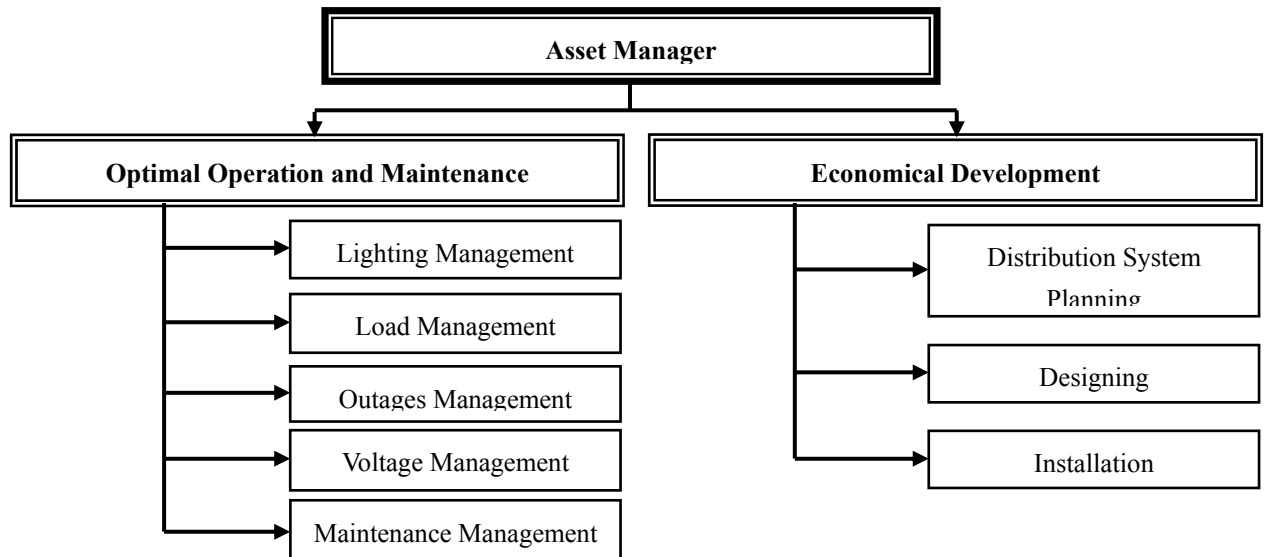 Asset Manager
Optimal Operation and Maintenance
Economical Development
Lighting Management
Load Management
Outages Management
Voltage Management
Maintenance Management
Distribution System
Planning
Designing
Installation